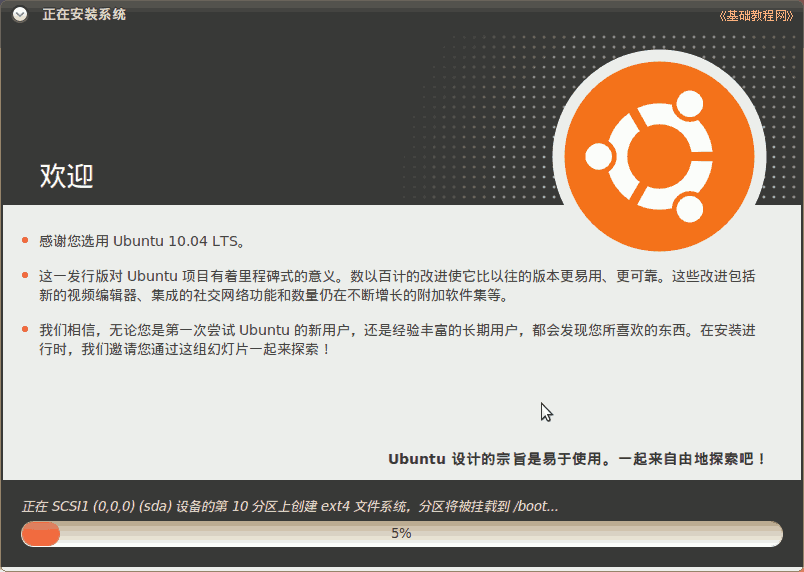 正在安装系统
《基础教程网》
欢迎
感谢您选用 Ubuntu 10.04 LTS。
这一发行版对 Ubuntu 项目有着里程碑式的意义。数以百计的改进使它比以往的版本更易用、更可靠。这些改进包括
新的视频编辑器、集成的社交网络功能和数量仍在不断增长的附加软件集等。
我们相信，无论您是第一次尝试 Ubuntu 的新用户，还是经验丰富的长期用户，都会发现您所喜欢的东西。在安装进
行时，我们邀请您通过这组幻灯片一起来探索！
Ubuntu 设计的宗旨是易于使用。一起来自由地探索吧！
正在 SCSI1 (0,0,0) (sda) 设备的第 10 分区上创建 ext4 文件系统，分区将被挂载到 /boot...
5%